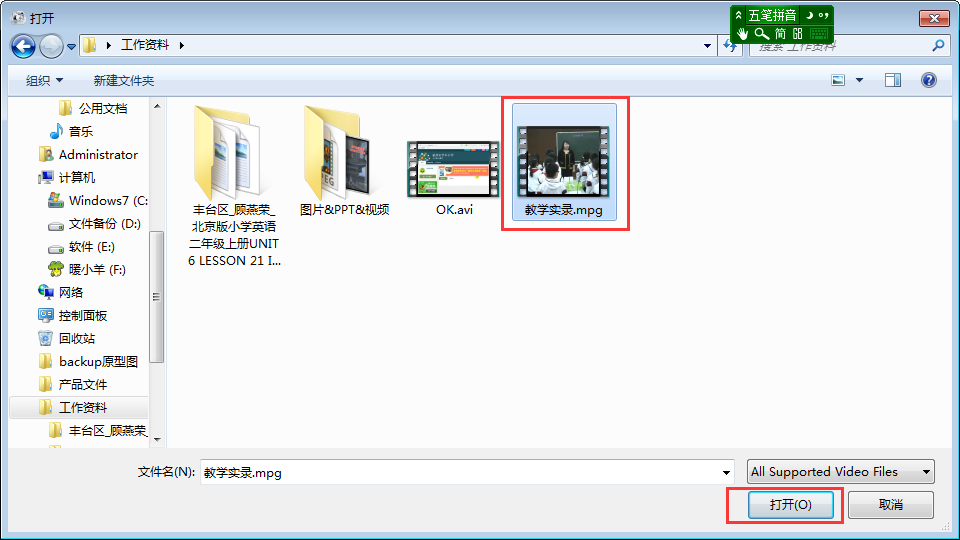 打开
五笔拼音
简
工作资料
搜索 工作资料
组织
新建文件夹
公用文档
音乐
Administrator
计算机
Windows7 (C:
文件备份 (D:)
软件 (E:)
暖小羊 (F:)
网络
控制面板
回收站
backup原型图
产品文件
工作资料
丰台区_顾燕荣_
丰台区_顾燕荣_
北京版小学英语
二年级上册UNIT
6 LESSON 21 I...
图片&PPT&视频
OK.avi
教学实录.mpg
文件名(N):
教学实录.mpg
All Supported Video Files
打开(O)
取消